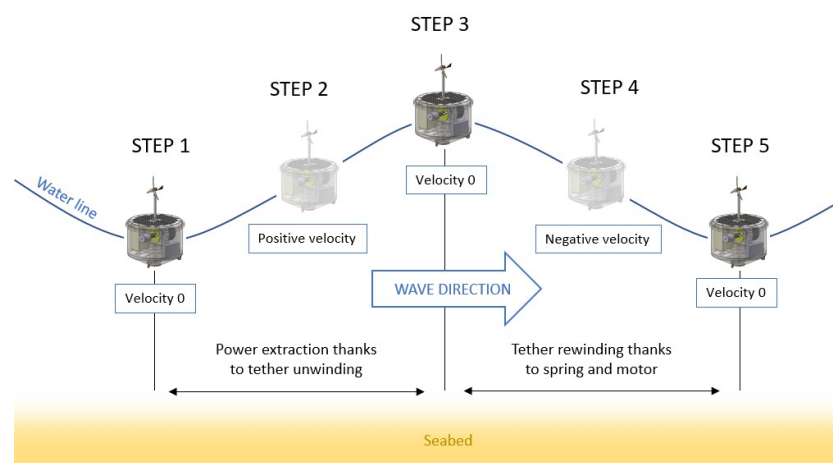 STEP 3
STEP 2
STEP 4
STEP 1
STEP 5
Water line
Velocity 0
Positive velocity
Negative velocity
Velocity 0
WAVE DIRECTION
Velocity 0
Power extraction thanks
to tether unwinding
Tether rewinding thanks
to spring and motor
Seabed